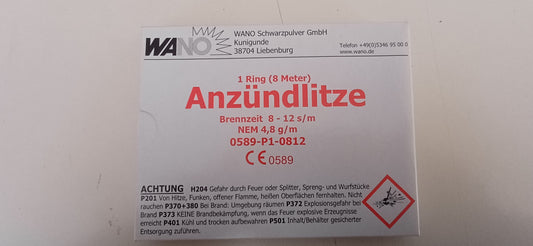 WANO
WANO Schwarzpulver GmbH
Kunigunde
38704 Liebenburg
Telefon +49(0)5346 95 00 0
www.wano.de
1 Ring (8 Meter)
Anzündlitze
Brennzeit 8 - 12 s/m
NEM 4,8 g/m
0589-P1-0812
CE 0589
ACHTUNG H204 Gefahr durch Feuer oder Splitter, Spreng- und Wurfstücke
P201 Von Hitze, Funken, offener Flamme, heißen Oberflächen fernhalten. Nicht
rauchen P370+380 Bei Brand: Umgebung räumen P372 Explosionsgefahr bei
Brand P373 KEINE Brandbekämpfung, wenn das Feuer explosive Erzeugnisse
erreicht P401 Kühl und trocken aufbewahren P501 Inhalt/Behälter gesicherter
Entsorgung zuführen.